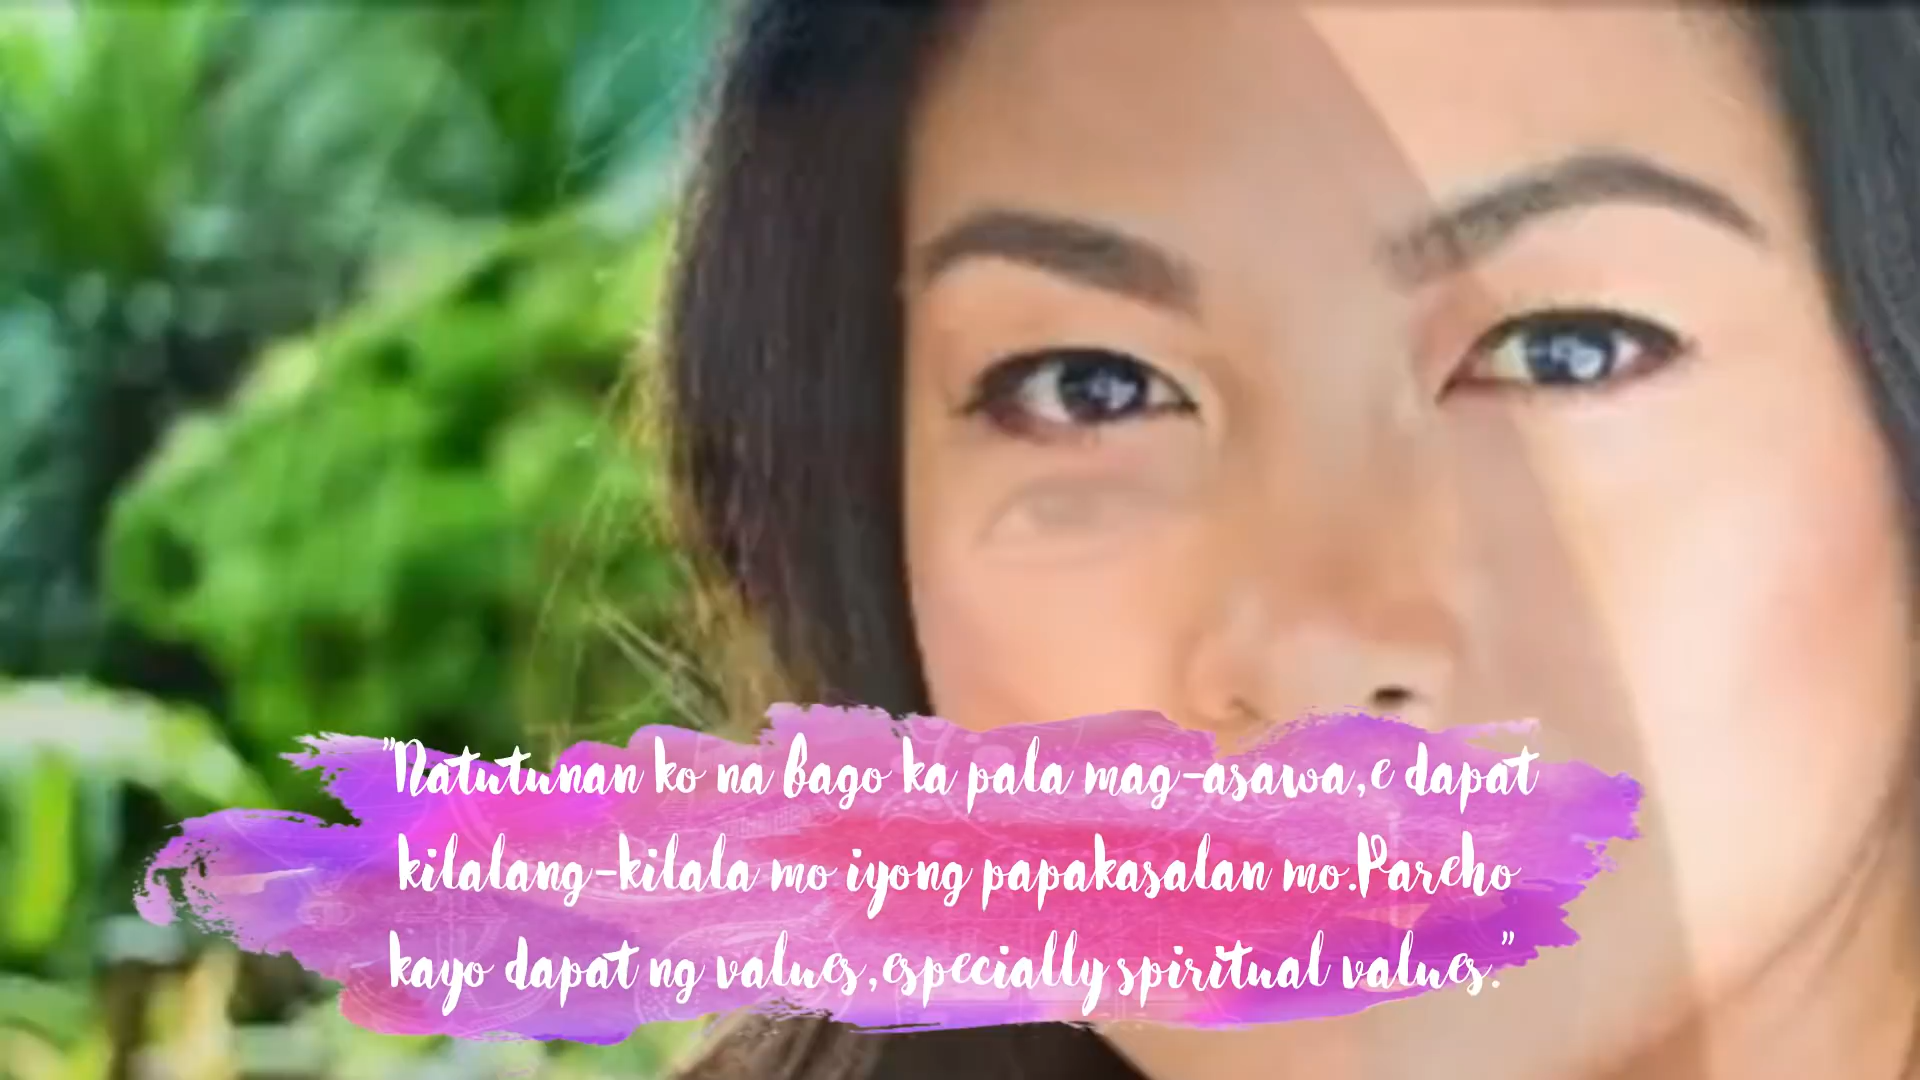 "Natutunan ko na bago ka pala mag-asawa,e dapat
kilalang-kilala mo iyong papakasalan mo.Pareho
kayo dapat ng values,especially spiritual values."